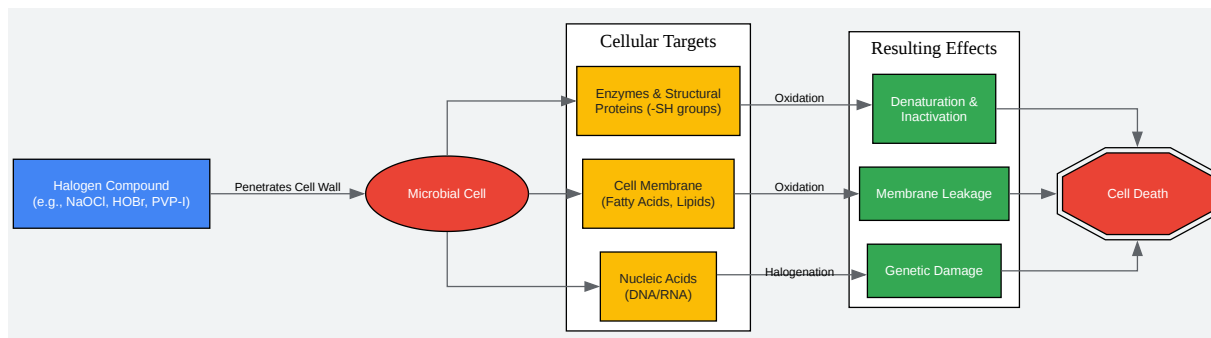 Cellular Targets
Resulting Effects
Enzymes & Structural
Proteins (-SH groups)
Oxidation
Denaturation &
Inactivation
Halogen Compound
(e.g., NaOCl, HOBr, PVP-I)
Penetrates Cell Wall
Microbial Cell
Cell Membrane
(Fatty Acids, Lipids)
Oxidation
Membrane Leakage
Cell Death
Nucleic Acids
(DNA/RNA)
Halogenation
Genetic Damage